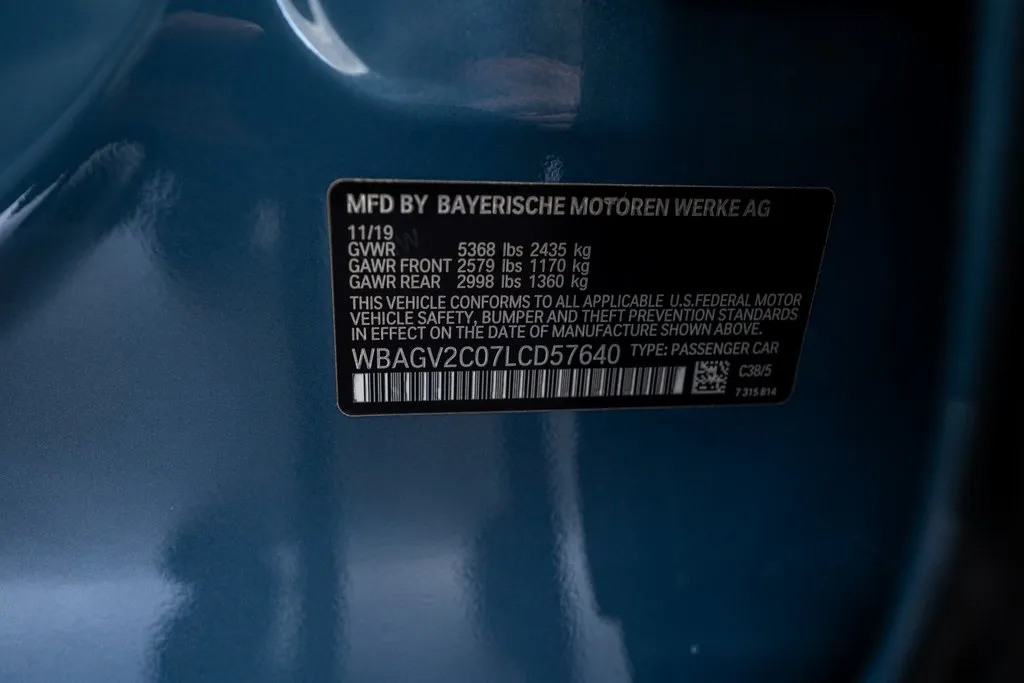 MFD BY BAYERISCHE MOTOREN WERKE AG
11/19
GVWR 5368 lbs 2435 kg
GAWR FRONT 2579 lbs 1170 kg
GAWR REAR 2998 lbs 1360 kg
THIS VEHICLE CONFORMS TO ALL APPLICABLE U.S.FEDERAL MOTOR
VEHICLE SAFETY, BUMPER AND THEFT PREVENTION STANDARDS
IN EFFECT ON THE DATE OF MANUFACTURE SHOWN ABOVE.
WBAGV2C07LCD57640 TYPE: PASSENGER CAR
C38/5
7 315 814